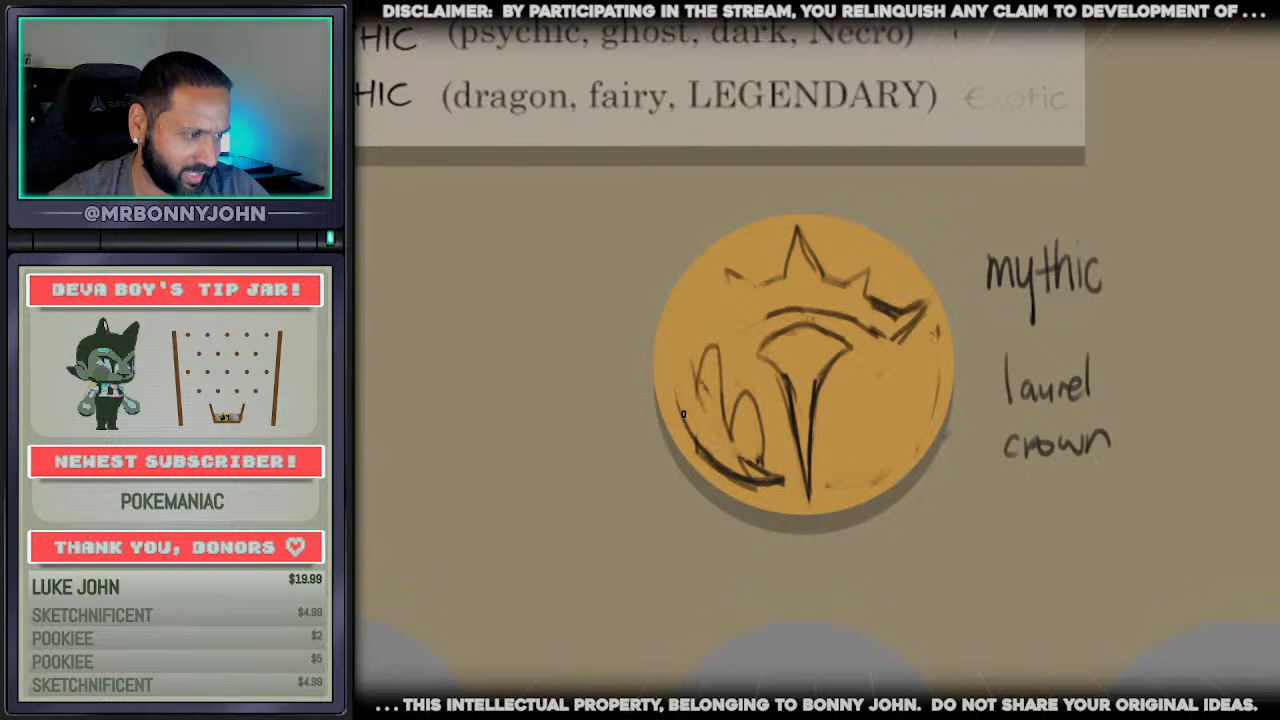 DISCLAIMER: BY PARTICIPATING IN THE STREAM, YOU RELINQUISH ANY CLAIM TO DEVELOPMENT OF . . .
HIC (psychic, ghost, dark, Necro)
HIC (dragon, fairy, LEGENDARY) Exotic
@MRBONNYJOHN
DEVA BOY'S TIP JAR!
mythic
laurel
crown
NEWEST SUBSCRIBER!
POKEMANIAC
THANK YOU, DONORS
LUKE JOHN $19.99
SKETCHNIFICENT $4.99
POOKIEE $2
POOKIEE $5
SKETCHNIFICENT $4.99
. . . THIS INTELLECTUAL PROPERTY, BELONGING TO BONNY JOHN. DO NOT SHARE YOUR ORIGINAL IDEAS.